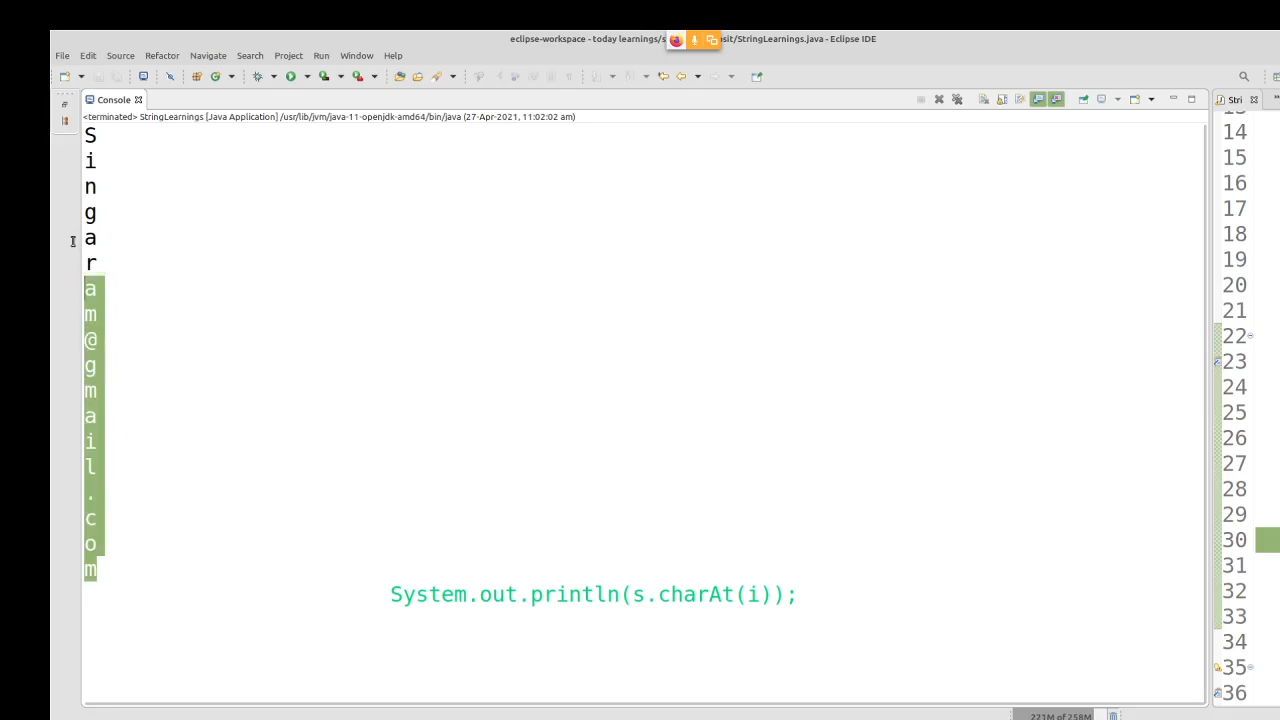 eclipse-workspace - today learnings/s sit/StringLearnings.java - Eclipse IDE
File Edit Source Refactor Navigate Search Project Run Window Help
Console
Stri
<terminated> StringLearnings [Java Application] /usr/lib/jvm/java-11-openjdk-amd64/bin/java (27-Apr-2021, 11:02:02 am)
S
i
n
g
a
r
a
m
@
g
m
a
i
l
.
c
o
m
System.out.println(s.charAt(i));
14
15
16
17
18
19
20
21
22
23
24
25
26
27
28
29
30
31
32
33
34
35
36
221M of 258M